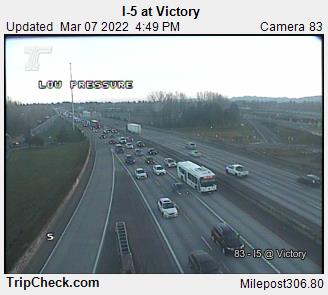 I-5 at Victory
Updated Mar 07 2022 4:49 PM Camera 83
LOW PRESSURE
S
83 - I5 @ Victory
TripCheck.com Milepost306.80